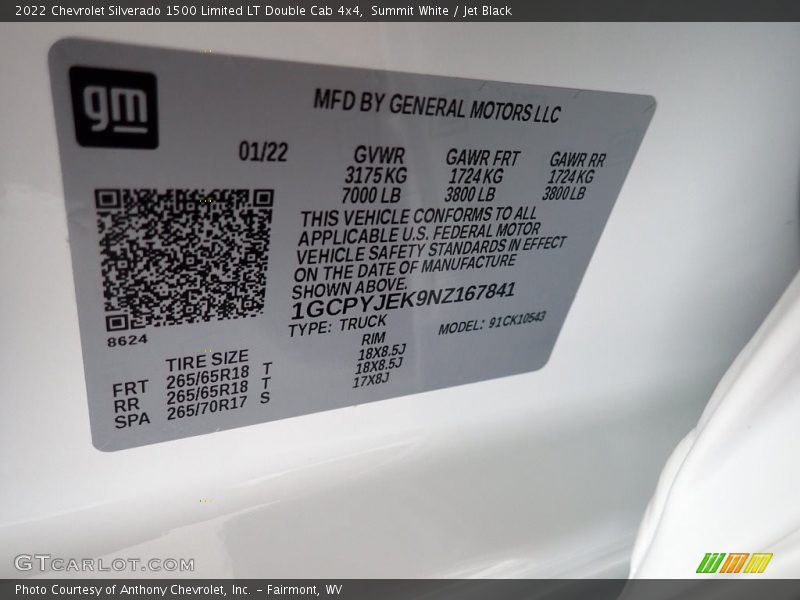 2022 Chevrolet Silverado 1500 Limited LT Double Cab 4x4, Summit White / Jet Black
gm
MFD BY GENERAL MOTORS LLC
01/22
GVWR GAWR FRT GAWR RR
3175 KG 1724 KG 1724 KG
7000 LB 3800 LB 3800 LB
THIS VEHICLE CONFORMS TO ALL
APPLICABLE U.S. FEDERAL MOTOR
VEHICLE SAFETY STANDARDS IN EFFECT
ON THE DATE OF MANUFACTURE
SHOWN ABOVE.
1GCPYJEK9NZ167841
TYPE: TRUCK MODEL: 91CK10543
8624
TIRE SIZE RIM
FRT 265/65R18 T 18X8.5J
RR 265/65R18 T 18X8.5J
SPA 265/70R17 S 17X8J
GTCARLOT.COM
Photo Courtesy of Anthony Chevrolet, Inc. – Fairmont, WV